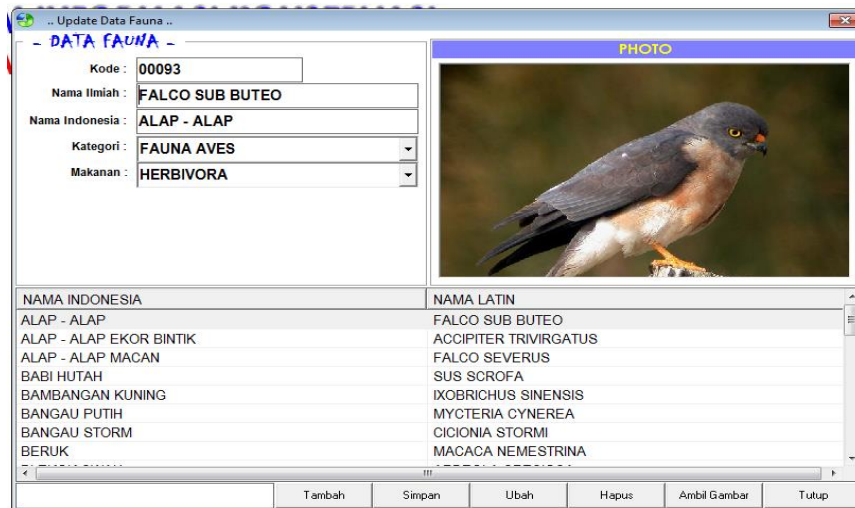 .. Update Data Fauna ..
- DATA FAUNA -
Kode : 00093
Nama Ilmiah : FALCO SUB BUTEO
Nama Indonesia : ALAP - ALAP
Kategori : FAUNA AVES
Makanan : HERBIVORA
PHOTO
NAMA INDONESIA NAMA LATIN
ALAP - ALAP FALCO SUB BUTEO
ALAP - ALAP EKOR BINTIK ACCIPITER TRIVIRGATUS
ALAP - ALAP MACAN FALCO SEVERUS
BABI HUTAH SUS SCROFA
BAMBANGAN KUNING IXOBRICHUS SINENSIS
BANGAU PUTIH MYCTERIA CYNEREA
BANGAU STORM CICIONIA STORMI
BERUK MACACA NEMESTRINA
Tambah Simpan Ubah Hapus Ambil Gambar Tutup